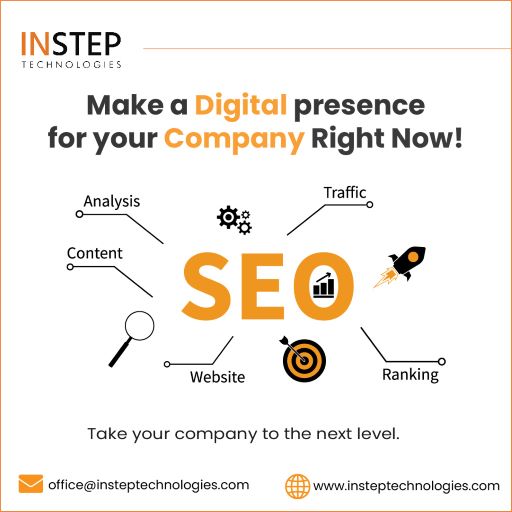 INSTEP
TECHNOLOGIES
Make a Digital presence
for your Company Right Now!
Analysis
Traffic
Content
SEO
Website
Ranking
Take your company to the next level.
office@insteptechnologies.com
www.insteptechnologies.com